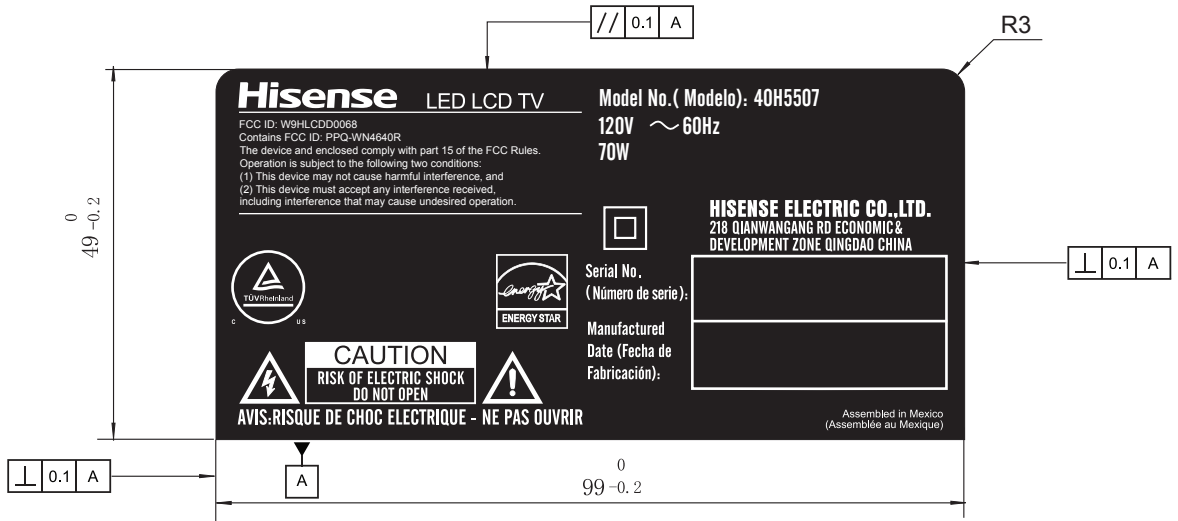 // 0.1 A
R3
Hisense LED LCD TV
FCC ID: W9HLCDD0068
Contains FCC ID: PPQ-WN4640R
The device and enclosed comply with part 15 of the FCC Rules.
Operation is subject to the following two conditions:
(1) This device may not cause harmful interference, and
(2) This device must accept any interference received,
including interference that may cause undesired operation.
Model No.( Modelo): 40H5507
120V ～ 60Hz
70W
HISENSE ELECTRIC CO.,LTD.
218 QIANWANGANG RD ECONOMIC&
DEVELOPMENT ZONE QINGDAO CHINA
0
49 -0.2
⊥ 0.1 A
TÜVRheinland
C US
energy
ENERGY STAR
Serial No.
( Número de serie):
Manufactured
Date (Fecha de
Fabricación):
CAUTION
RISK OF ELECTRIC SHOCK
DO NOT OPEN
AVIS:RISQUE DE CHOC ELECTRIQUE - NE PAS OUVRIR
Assembled in Mexico
(Assemblée au Mexique)
⊥ 0.1 A
A
0
99 -0.2